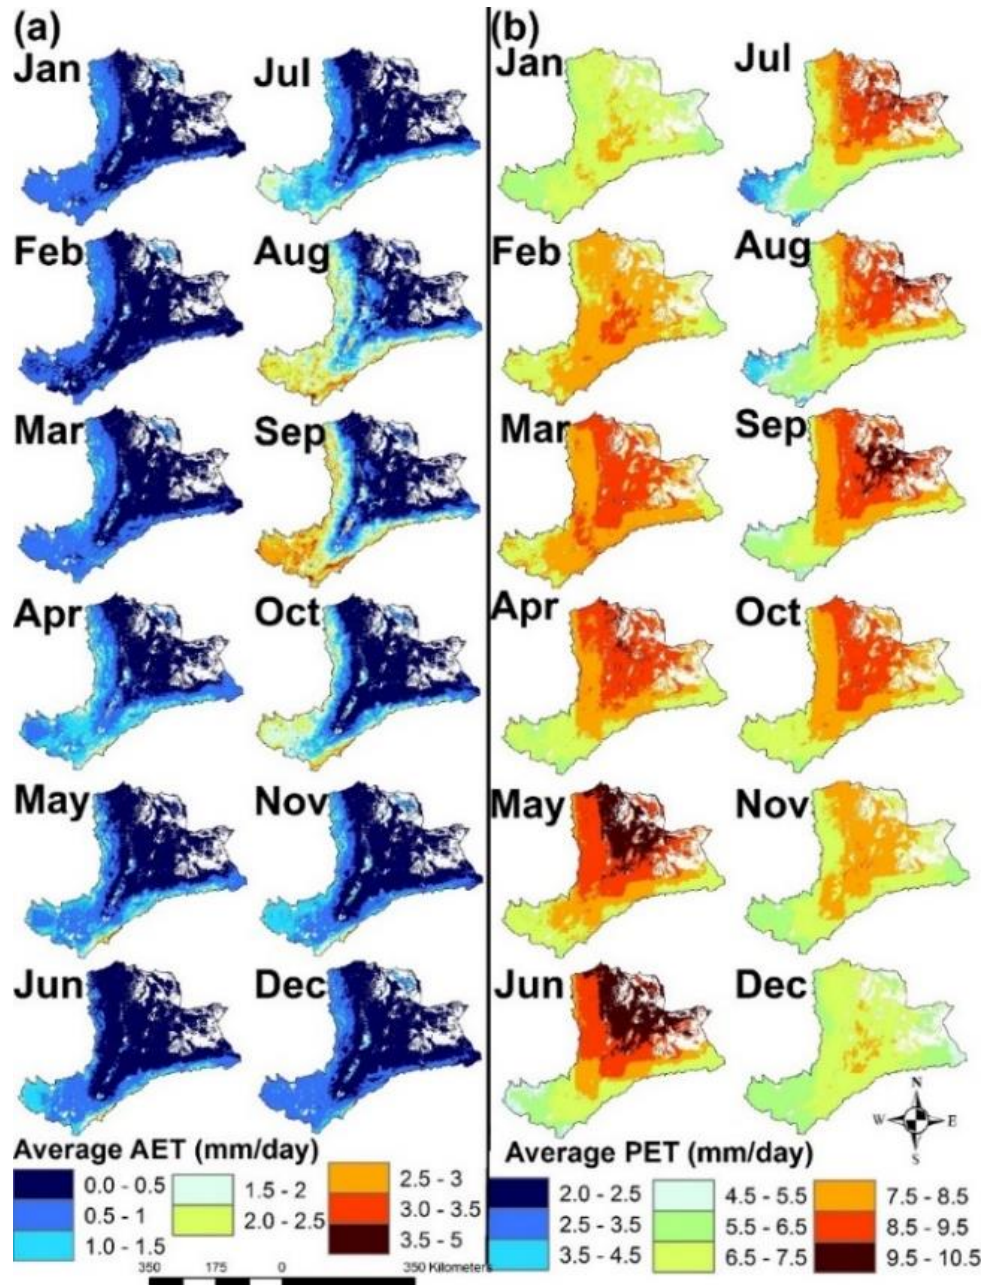 (a)
(b)
Jan
Jul
Jan
Jul
Feb
Aug
Feb
Aug
Mar
Sep
Mar
Sep
Apr
Oct
Apr
Oct
May
Nov
May
Nov
Jun
Dec
Jun
Dec
N
W
E
S
Average AET (mm/day)
0.0 - 0.5
0.5 - 1
1.0 - 1.5
1.5 - 2
2.0 - 2.5
2.5 - 3
3.0 - 3.5
3.5 - 5
350
175
0
350 Kilometers
Average PET (mm/day)
2.0 - 2.5
2.5 - 3.5
3.5 - 4.5
4.5 - 5.5
5.5 - 6.5
6.5 - 7.5
7.5 - 8.5
8.5 - 9.5
9.5 - 10.5